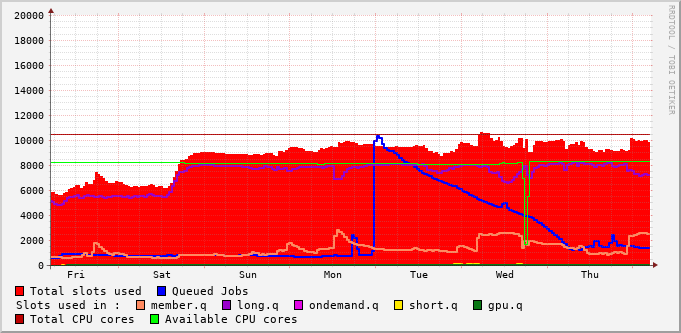 RRDTOOL / TOBI OETIKER
20000
18000
16000
14000
12000
10000
8000
6000
4000
2000
0
Fri Sat Sun Mon Tue Wed Thu
Total slots used Queued Jobs
Slots used in : member.q long.q ondemand.q short.q gpu.q
Total CPU cores
Available CPU cores